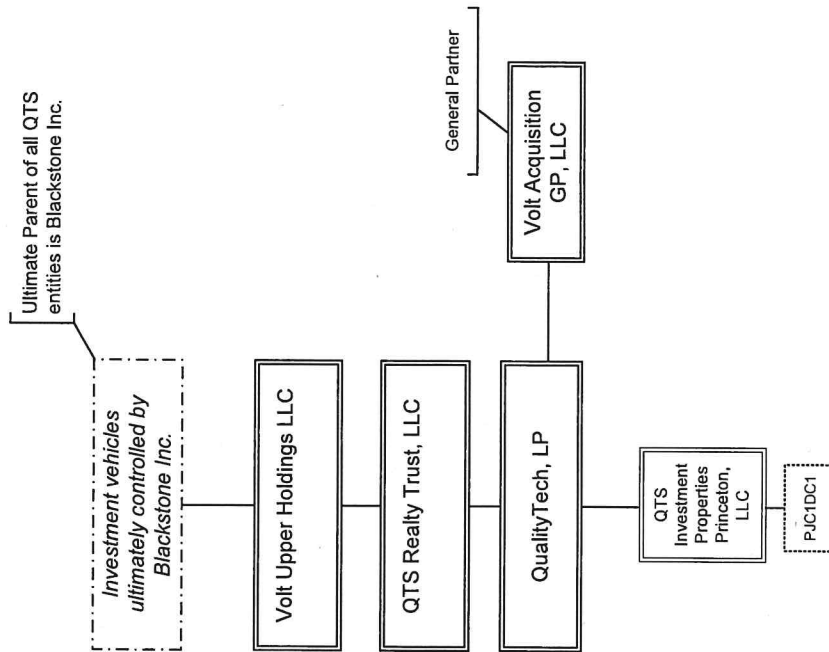 Ultimate Parent of all QTS
entities is Blackstone Inc.
Investment vehicles
ultimately controlled by
Blackstone Inc.
Volt Upper Holdings LLC
QTS Realty Trust, LLC
General Partner
QualityTech, LP
Volt Acquisition
GP, LLC
QTS
Investment
Properties
Princeton,
LLC
PJC1DC1